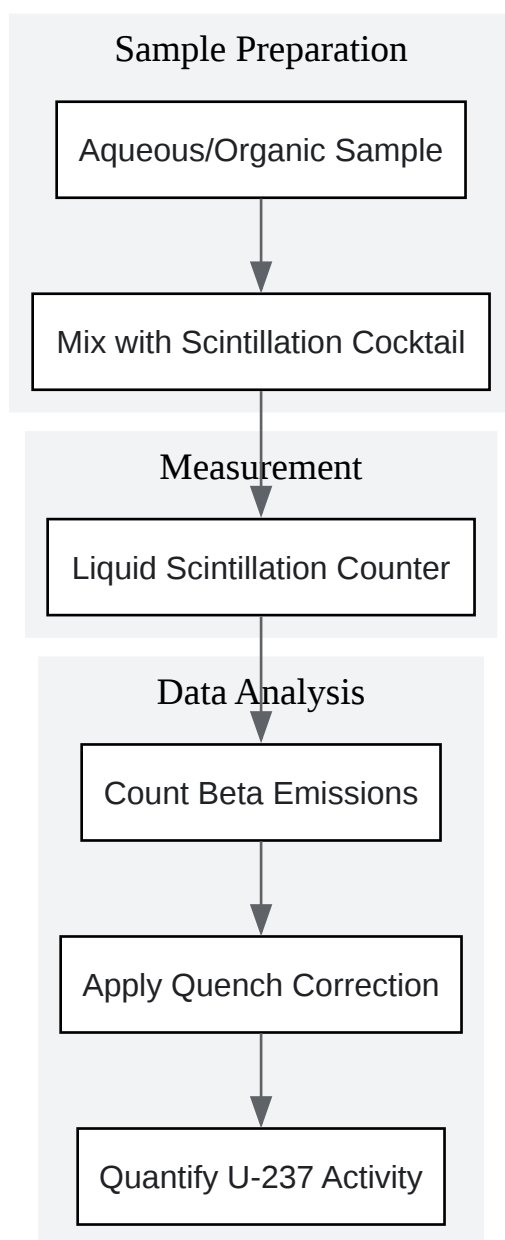 Sample Preparation
Aqueous/Organic Sample
Mix with Scintillation Cocktail
Measurement
Liquid Scintillation Counter
Data Analysis
Count Beta Emissions
Apply Quench Correction
Quantify U-237 Activity